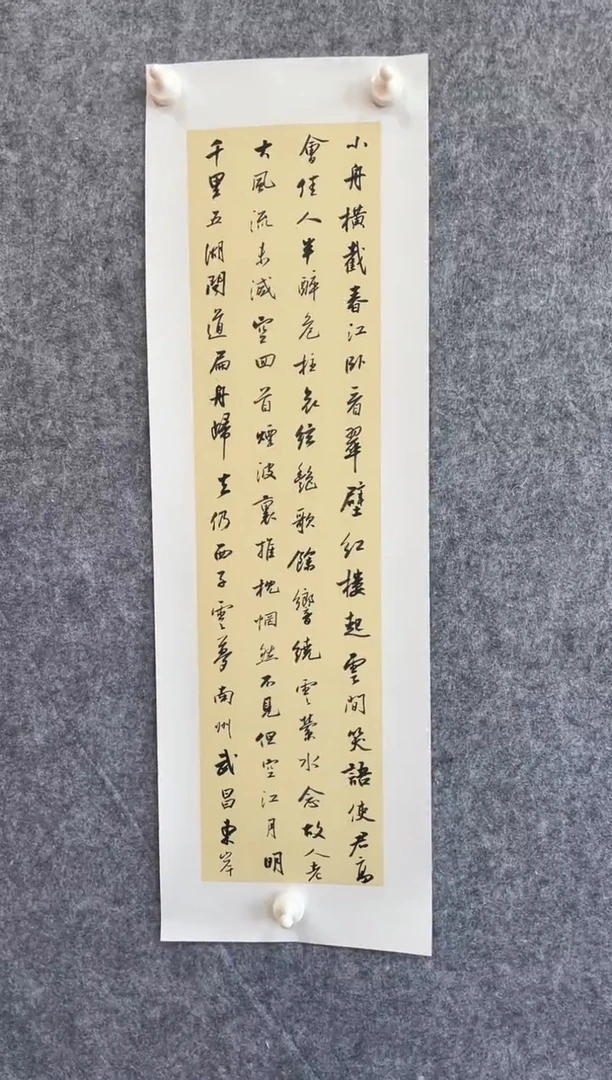 小舟橫截春江卧看翠壁紅樓起雲間笑語使君高
會佳人半醉危柱哀絃艷歌餘響繞雲縈水念故人老
大風流未減空回首煙波裏推枕惘然不見但空江月明
千里五湖聞道扁舟歸去仍西子雲夢南州武昌東岸